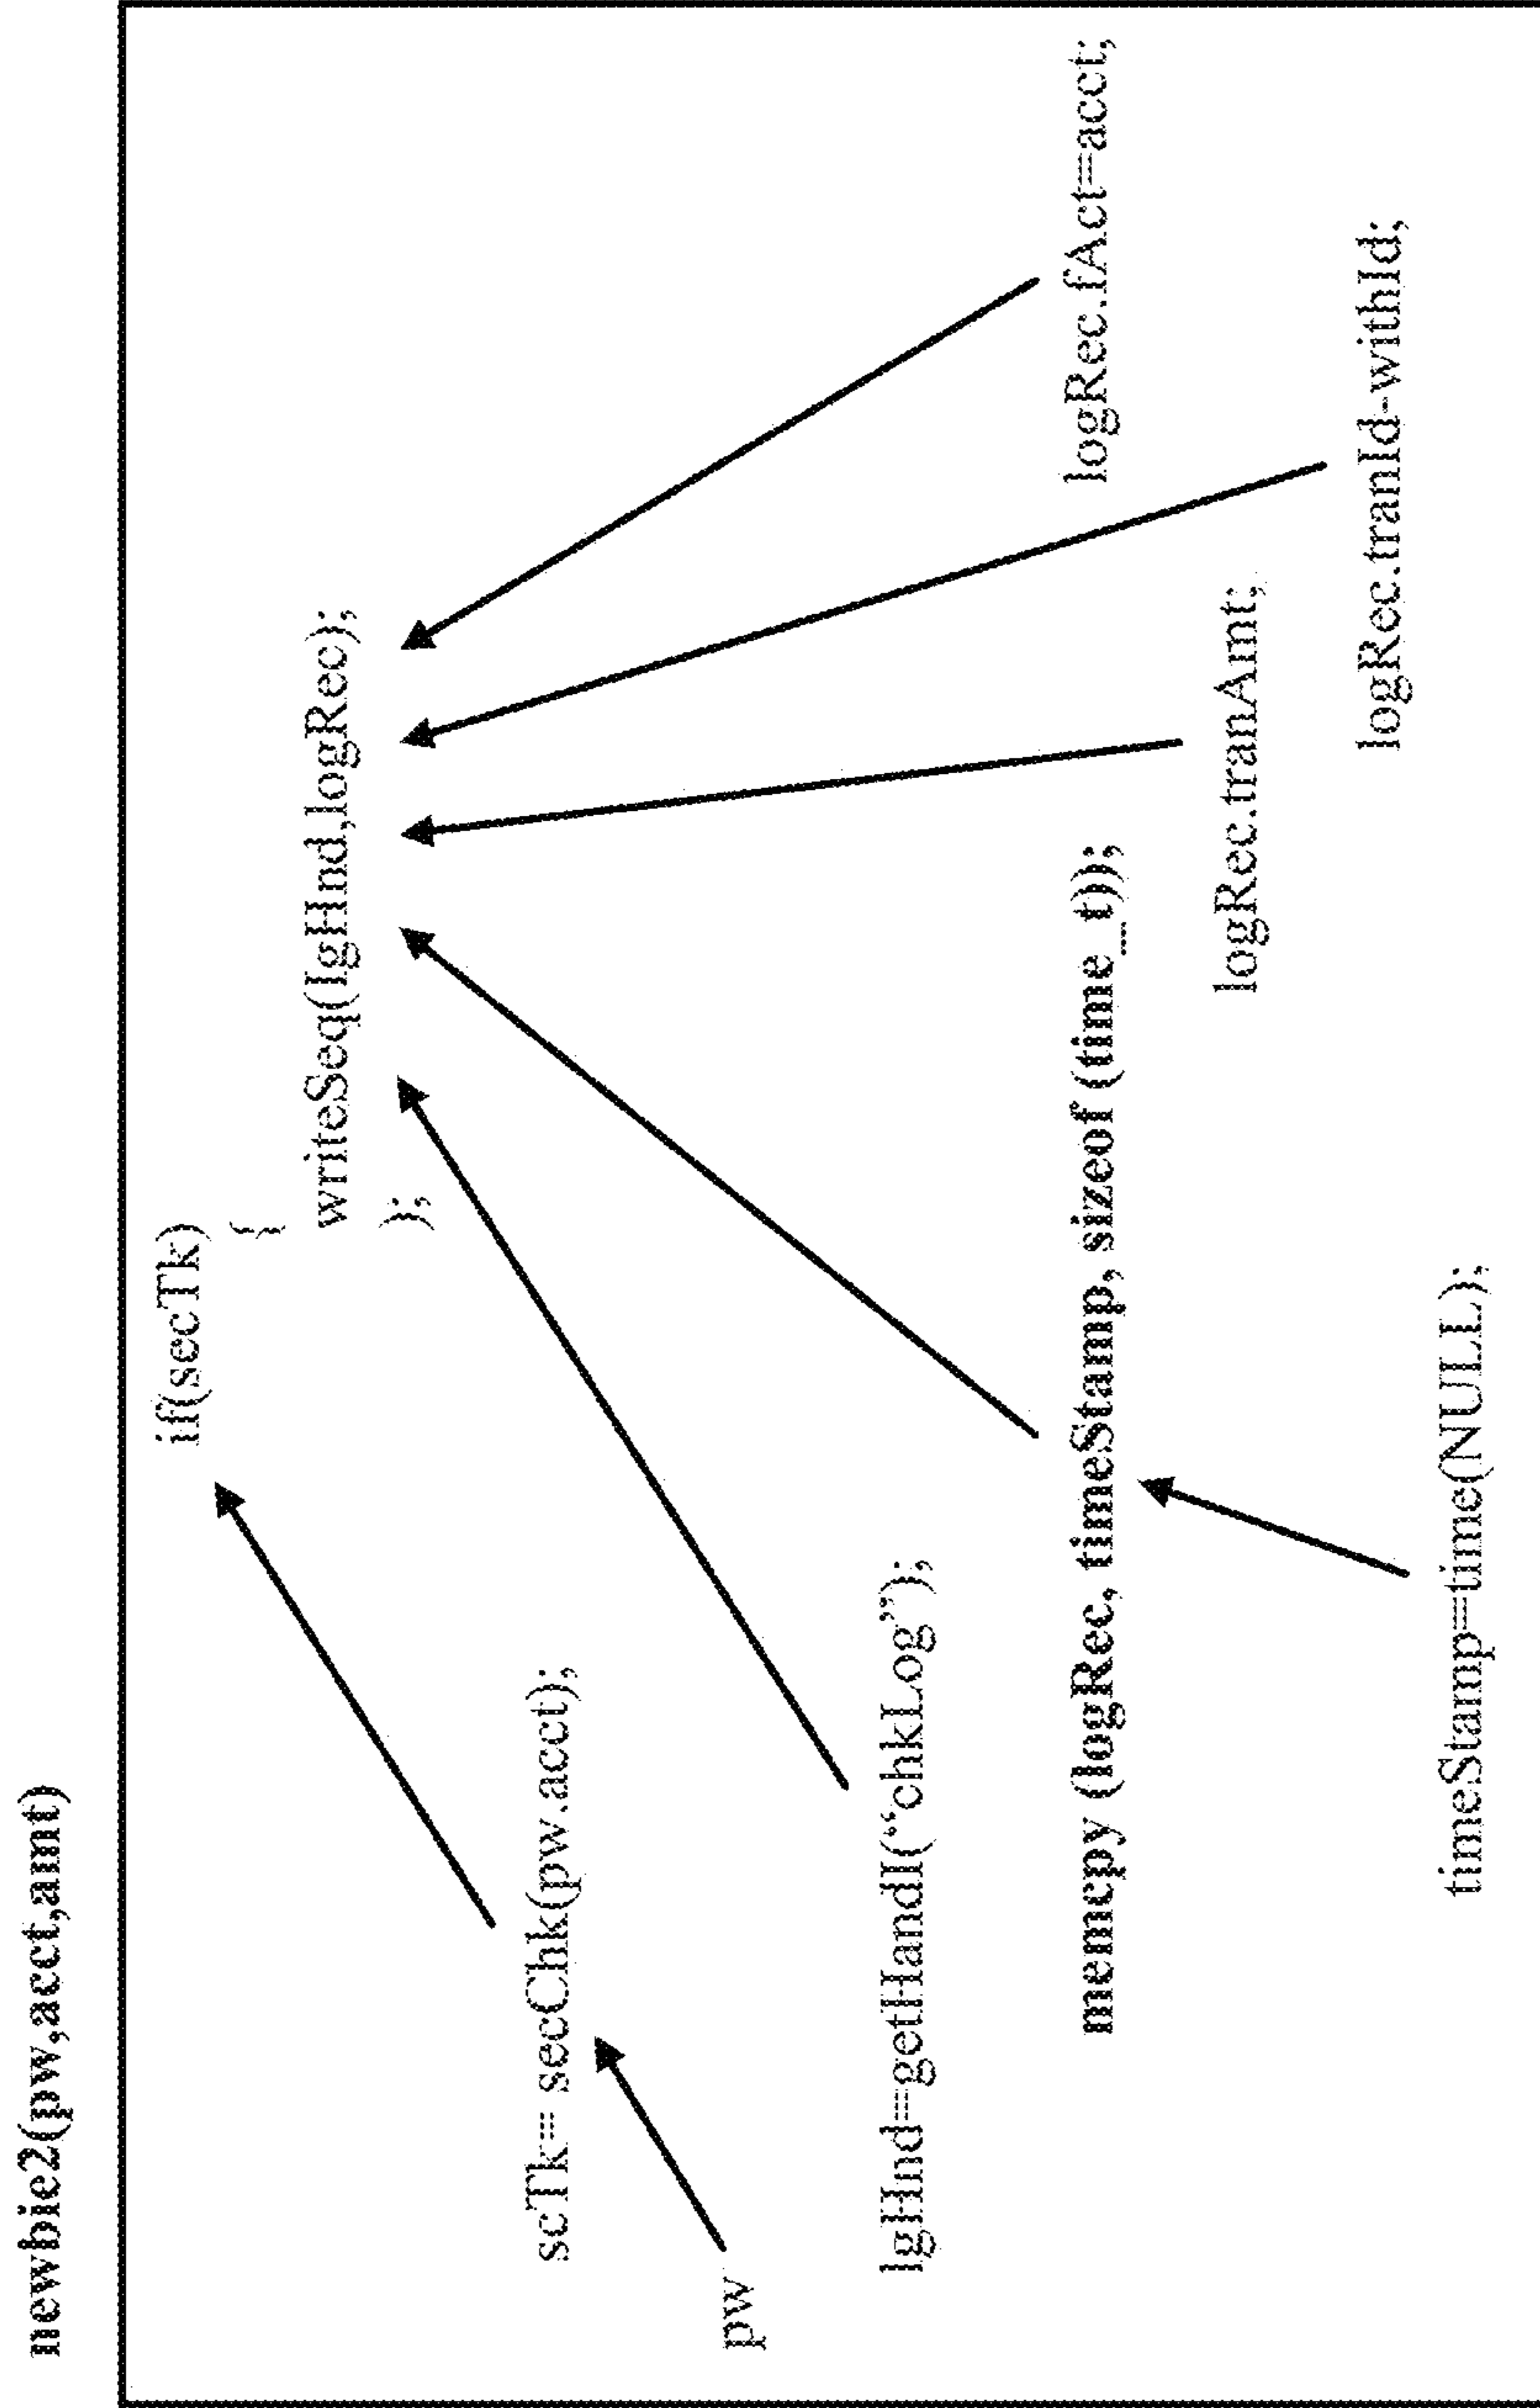 newbie2(pw,acct,amt)
if(secTk)
{
writeSeq(lgHnd,logRec);
};
scTk= secChk(pw.acct);
pw
lgHnd=getHandl(“chkLog”);
memcpy (logRec, timeStamp, sizeof (time_t));
logRec.fAct=acct;
logRec.tranAmt;
logRec.tranId-withId;
timeStamp=time(NULL);